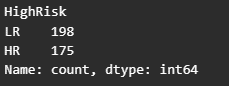 HighRisk
LR    198
HR    175
Name: count, dtype: int64